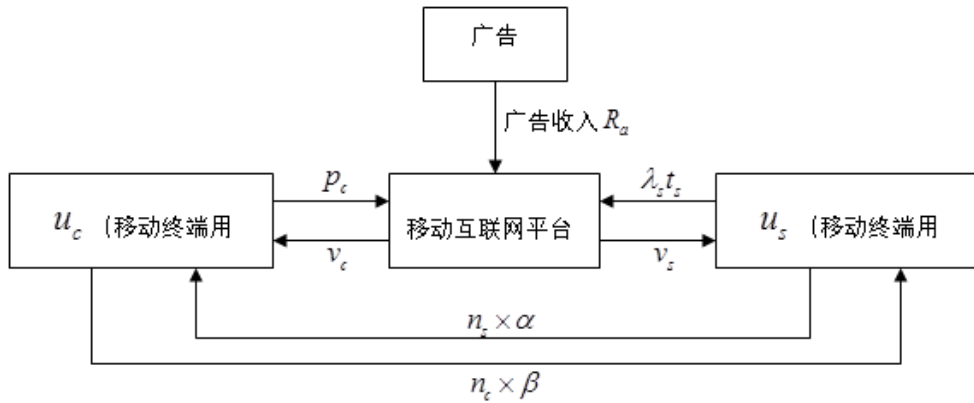 广告
广告收入 R_a
p_c
λ_s t_s
u_c (移动终端用
移动互联网平台
u_s (移动终端用
v_c
v_s
n_s × α
n_c × β